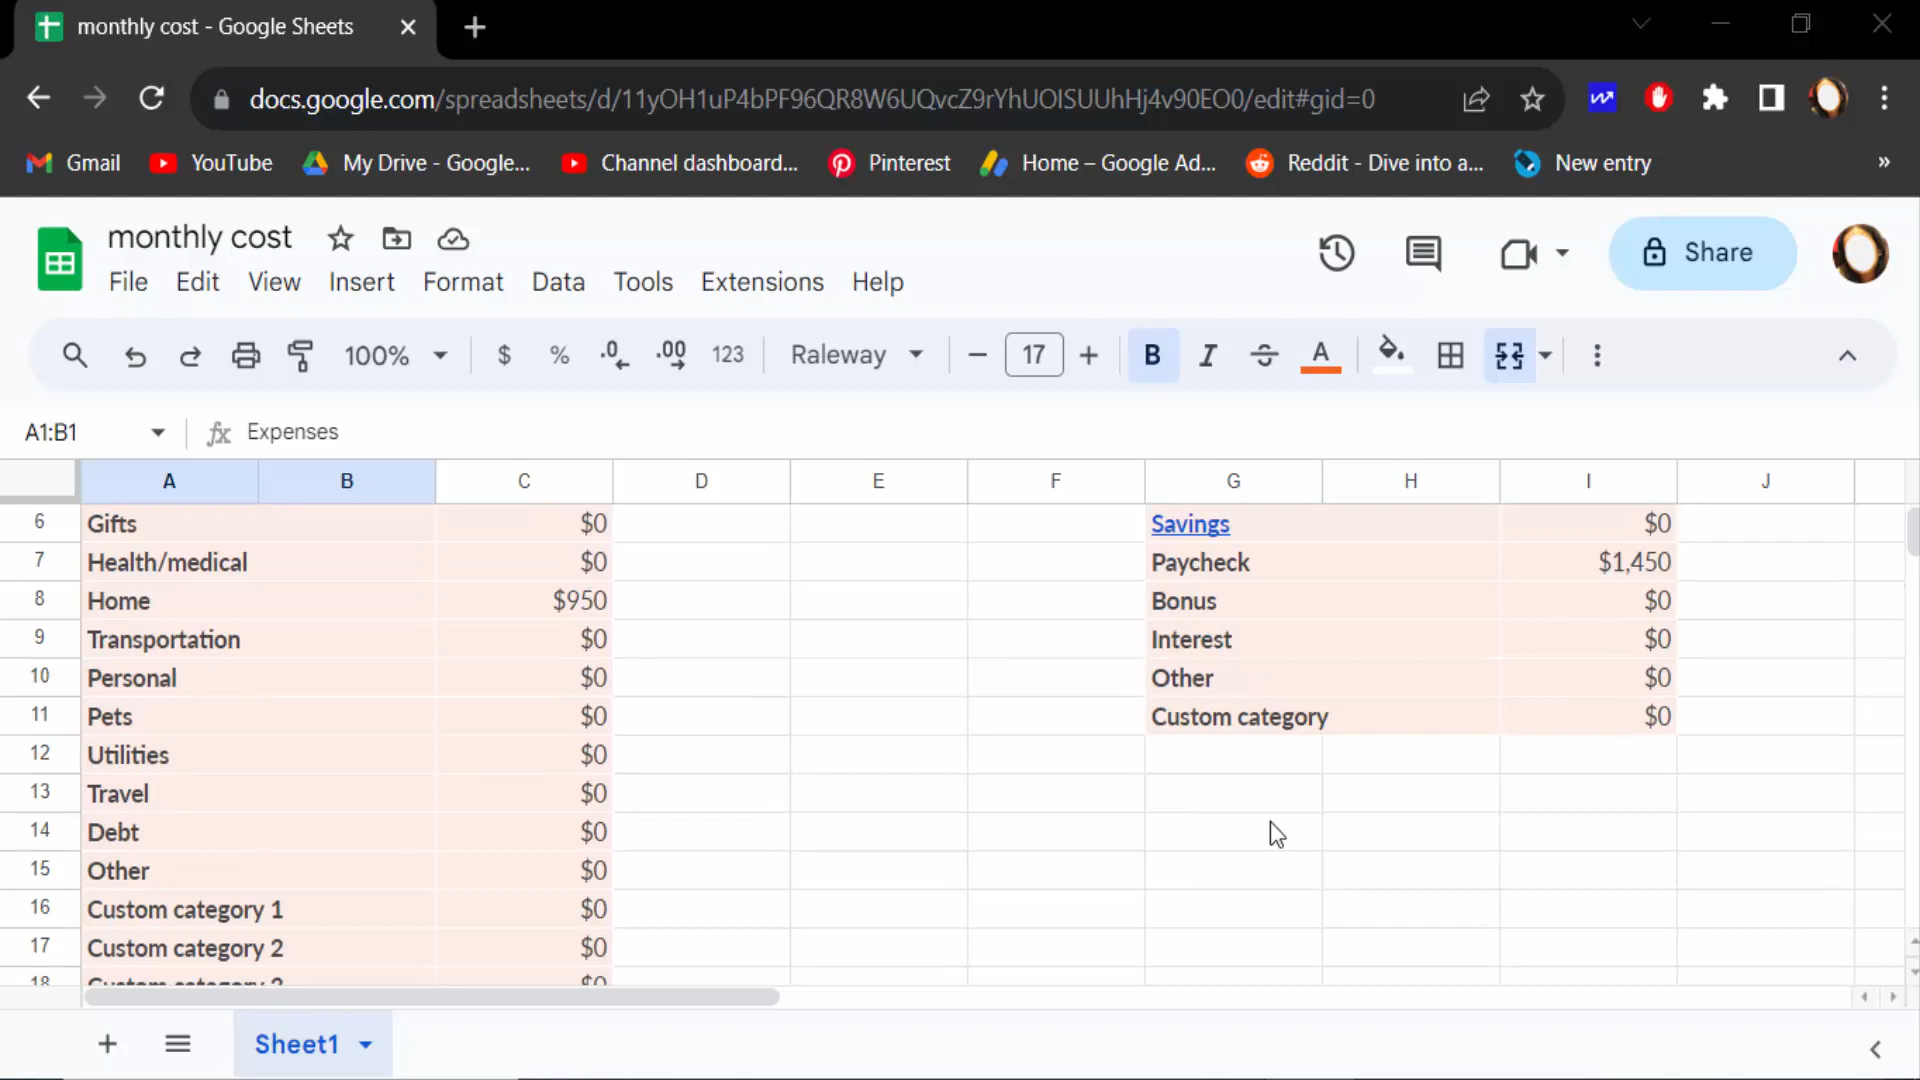 monthly cost - Google Sheets
docs.google.com/spreadsheets/d/11yOH1uP4bPF96QR8W6UQvcZ9rYhUOISUUhHj4v90EO0/edit#gid=0
Gmail YouTube My Drive - Google... Channel dashboard... Pinterest Home – Google Ad... Reddit - Dive into a... New entry »
monthly cost
Share
File Edit View Insert Format Data Tools Extensions Help
100% $ % .0 .00 123 Raleway 17 B I A
A1:B1 fx Expenses
A B C D E F G H I J
6 Gifts $0 Savings $0
7 Health/medical $0 Paycheck $1,450
8 Home $950 Bonus $0
9 Transportation $0 Interest $0
10 Personal $0 Other $0
11 Pets $0 Custom category $0
12 Utilities $0
13 Travel $0
14 Debt $0
15 Other $0
16 Custom category 1 $0
17 Custom category 2 $0
18 Custom category $0
Sheet1